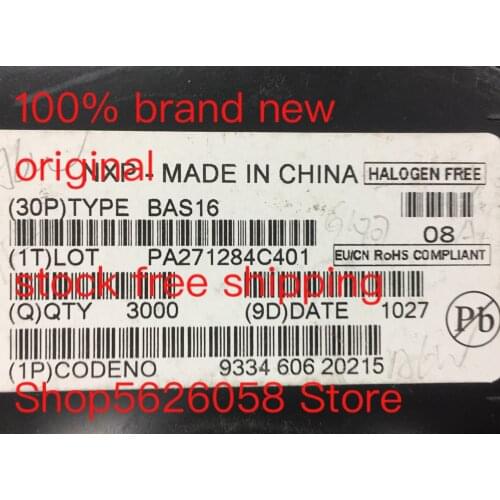 100% brand new
original
NXP - MADE IN CHINA
HALOGEN FREE
(30P)TYPE BAS16
08
(1T)LOT PA271284C401
EU/CN RoHS COMPLIANT
stock free shipping
(Q)QTY 3000 (9D)DATE 1027
Pb
(1P)CODENO 9334 606 20215
Shop5626058 Store